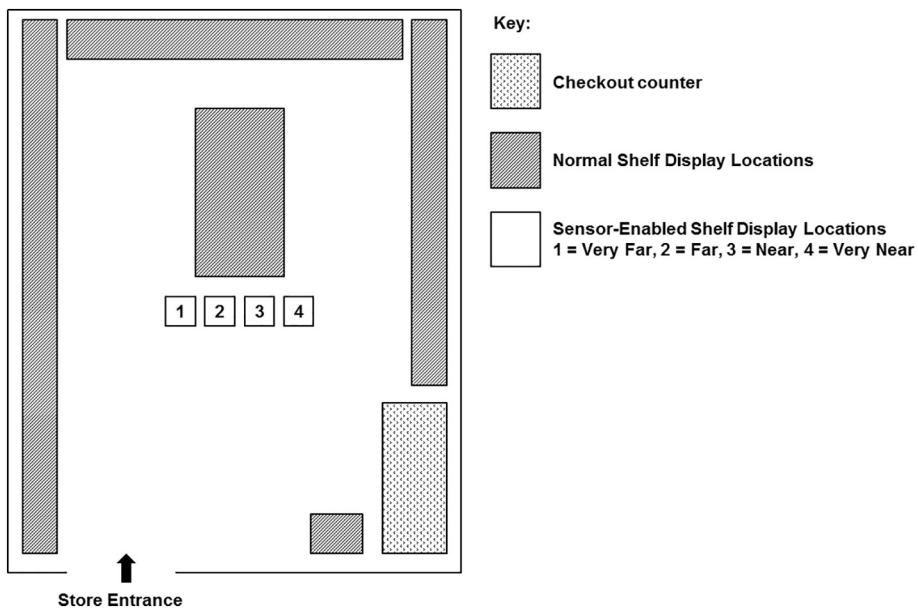 Key:
Checkout counter
Normal Shelf Display Locations
Sensor-Enabled Shelf Display Locations
1 = Very Far, 2 = Far, 3 = Near, 4 = Very Near
1 2 3 4
Store Entrance